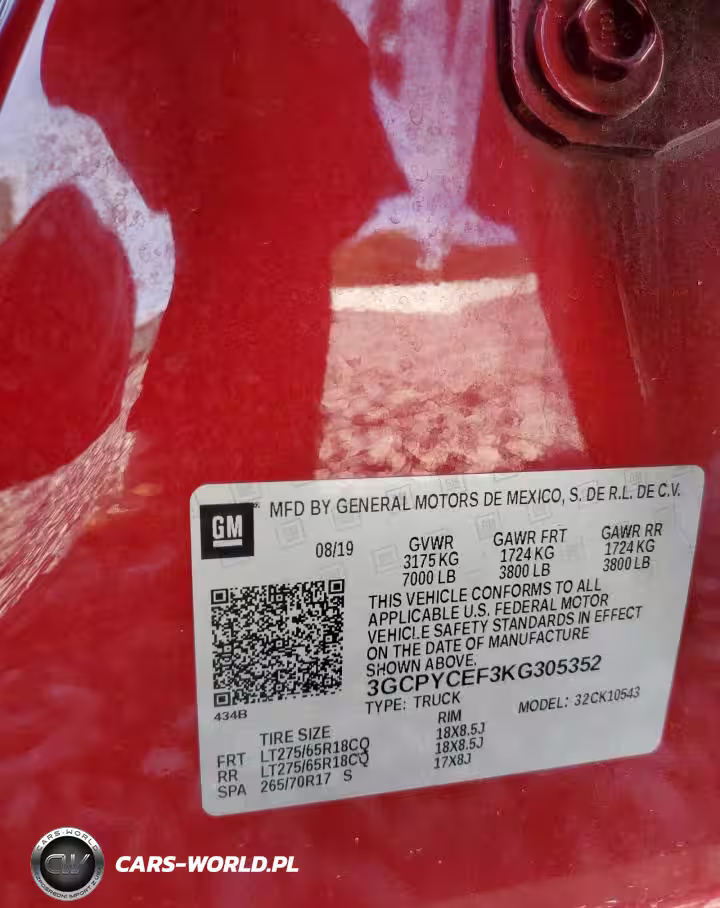 MFD BY GENERAL MOTORS DE MEXICO, S. DE R.L. DE C.V.
GM
08/19
GVWR GAWR FRT GAWR RR
3175 KG 1724 KG 1724 KG
7000 LB 3800 LB 3800 LB
THIS VEHICLE CONFORMS TO ALL
APPLICABLE U.S. FEDERAL MOTOR
VEHICLE SAFETY STANDARDS IN EFFECT
ON THE DATE OF MANUFACTURE
SHOWN ABOVE.
3GCPYCEF3KG305352
TYPE: TRUCK MODEL: 32CK10543
434B
TIRE SIZE RIM
FRT LT275/65R18CQ 18X8.5J
RR LT275/65R18CQ 18X8.5J
SPA 265/70R17 S 17X8J
CARS-WORLD
CW
CARS-WORLD.PL